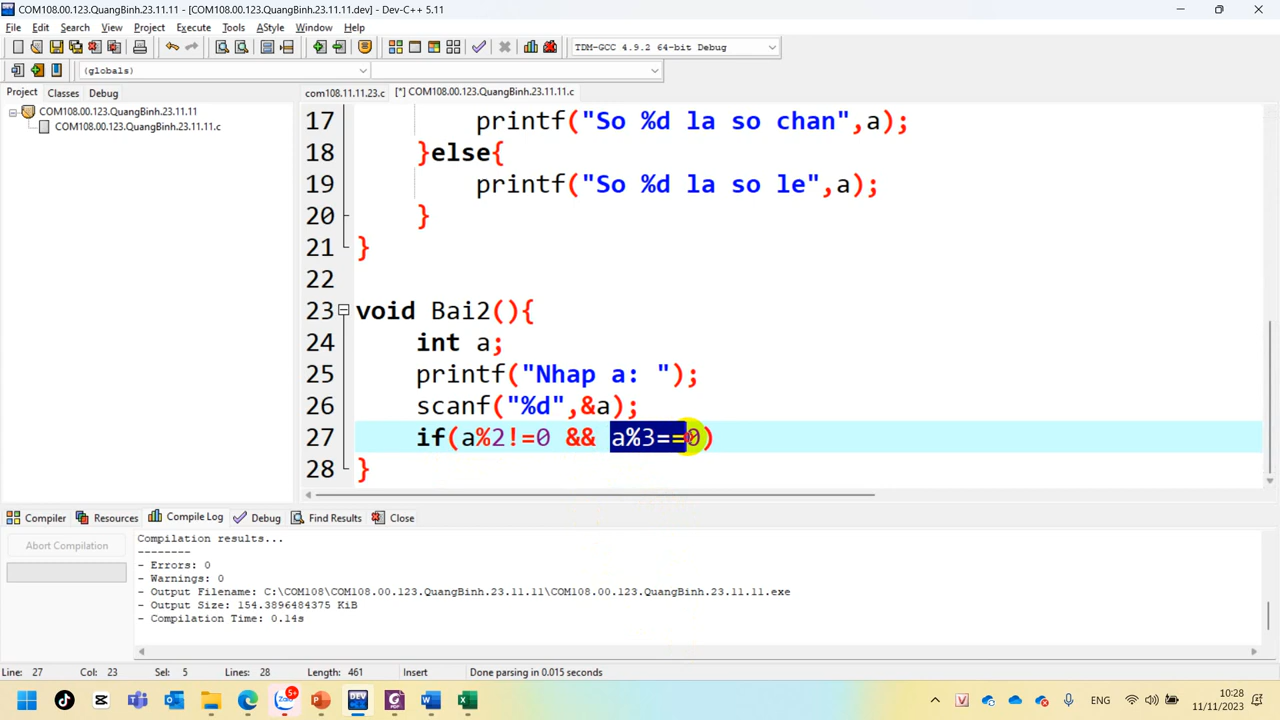 COM108.00.123.QuangBinh.23.11.11 - [COM108.00.123.QuangBinh.23.11.11.dev] - Dev-C++ 5.11
File Edit Search View Project Execute Tools AStyle Window Help
TDM-GCC 4.9.2 64-bit Debug
(globals)
Project Classes Debug
com108.11.11.23.c [*] COM108.00.123.QuangBinh.23.11.11.c
COM108.00.123.QuangBinh.23.11.11
COM108.00.123.QuangBinh.23.11.11.c
17 printf("So %d la so chan",a);
18 }else{
19 printf("So %d la so le",a);
20 }
21 }
22
23 void Bai2(){
24 int a;
25 printf("Nhap a: ");
26 scanf("%d",&a);
27 if(a%2!=0 && a%3==0)
28 }
Compiler Resources Compile Log Debug Find Results Close
Abort Compilation
Compilation results...
--------
- Errors: 0
- Warnings: 0
- Output Filename: C:\COM108\COM108.00.123.QuangBinh.23.11.11\COM108.00.123.QuangBinh.23.11.11.exe
- Output Size: 154.3896484375 KiB
- Compilation Time: 0.14s
Line: 27 Col: 23 Sel: 5 Lines: 28 Length: 461 Insert Done parsing in 0.015 seconds
ENG 10:28
11/11/2023